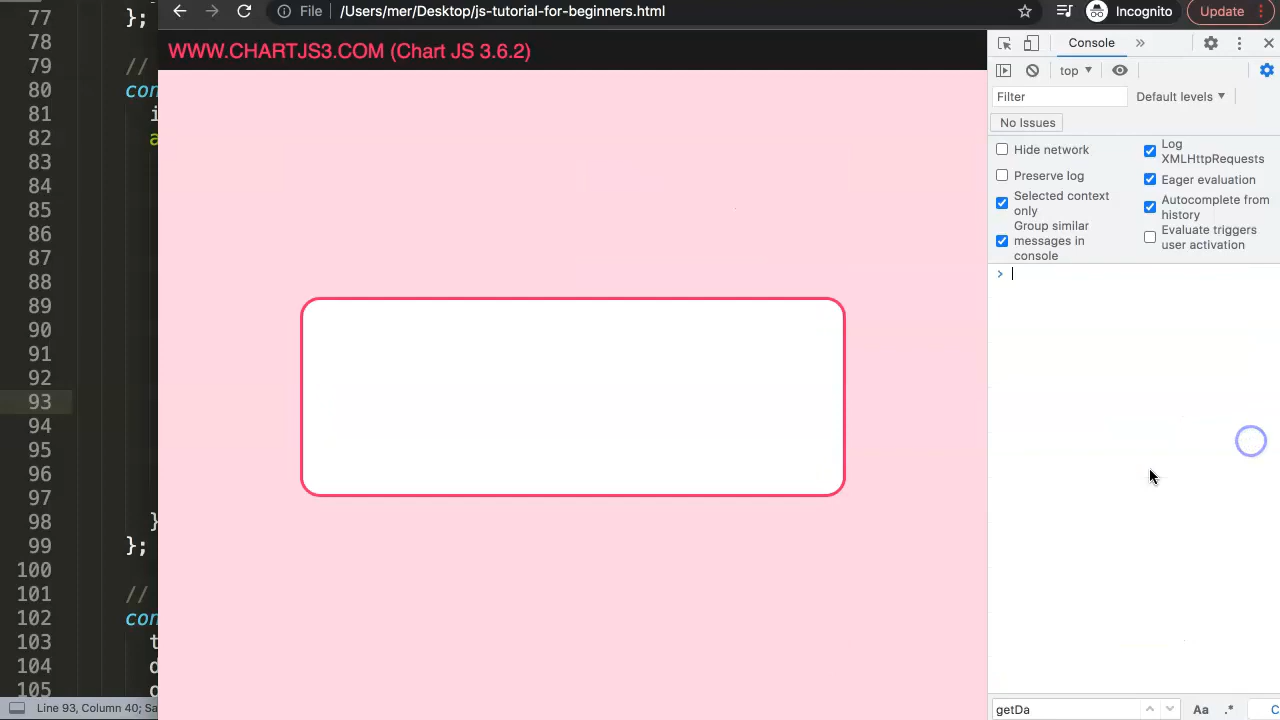 File /Users/mer/Desktop/js-tutorial-for-beginners.html Incognito Update
WWW.CHARTJS3.COM (Chart JS 3.6.2)
Console
top
Filter Default levels
No Issues
Hide network
Preserve log
Selected context
only
Group similar
messages in
console
Log
XMLHttpRequests
Eager evaluation
Autocomplete from
history
Evaluate triggers
user activation
>
getDa Aa .* C
77 };
78
79 //
80 con
81 i
82 a
83
84
85
86
87
88
89
90
91
92
93
94
95
96
97
98 }
99 };
100
101 //
102 con
103 t
104 d
105 o
Line 93, Column 40; Sa